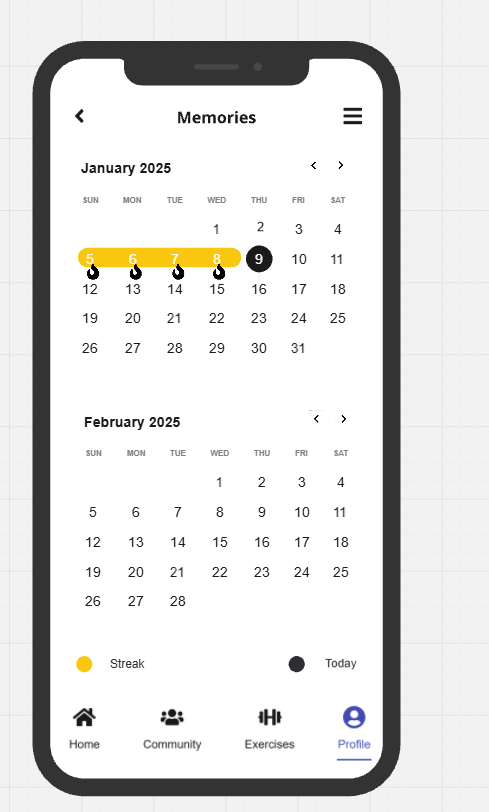 Memories
January 2025
SUN MON TUE WED THU FRI SAT
1 2 3 4
5 6 7 8 9 10 11
12 13 14 15 16 17 18
19 20 21 22 23 24 25
26 27 28 29 30 31
February 2025
SUN MON TUE WED THU FRI SAT
1 2 3 4
5 6 7 8 9 10 11
12 13 14 15 16 17 18
19 20 21 22 23 24 25
26 27 28
Streak Today
Home Community Exercises Profile